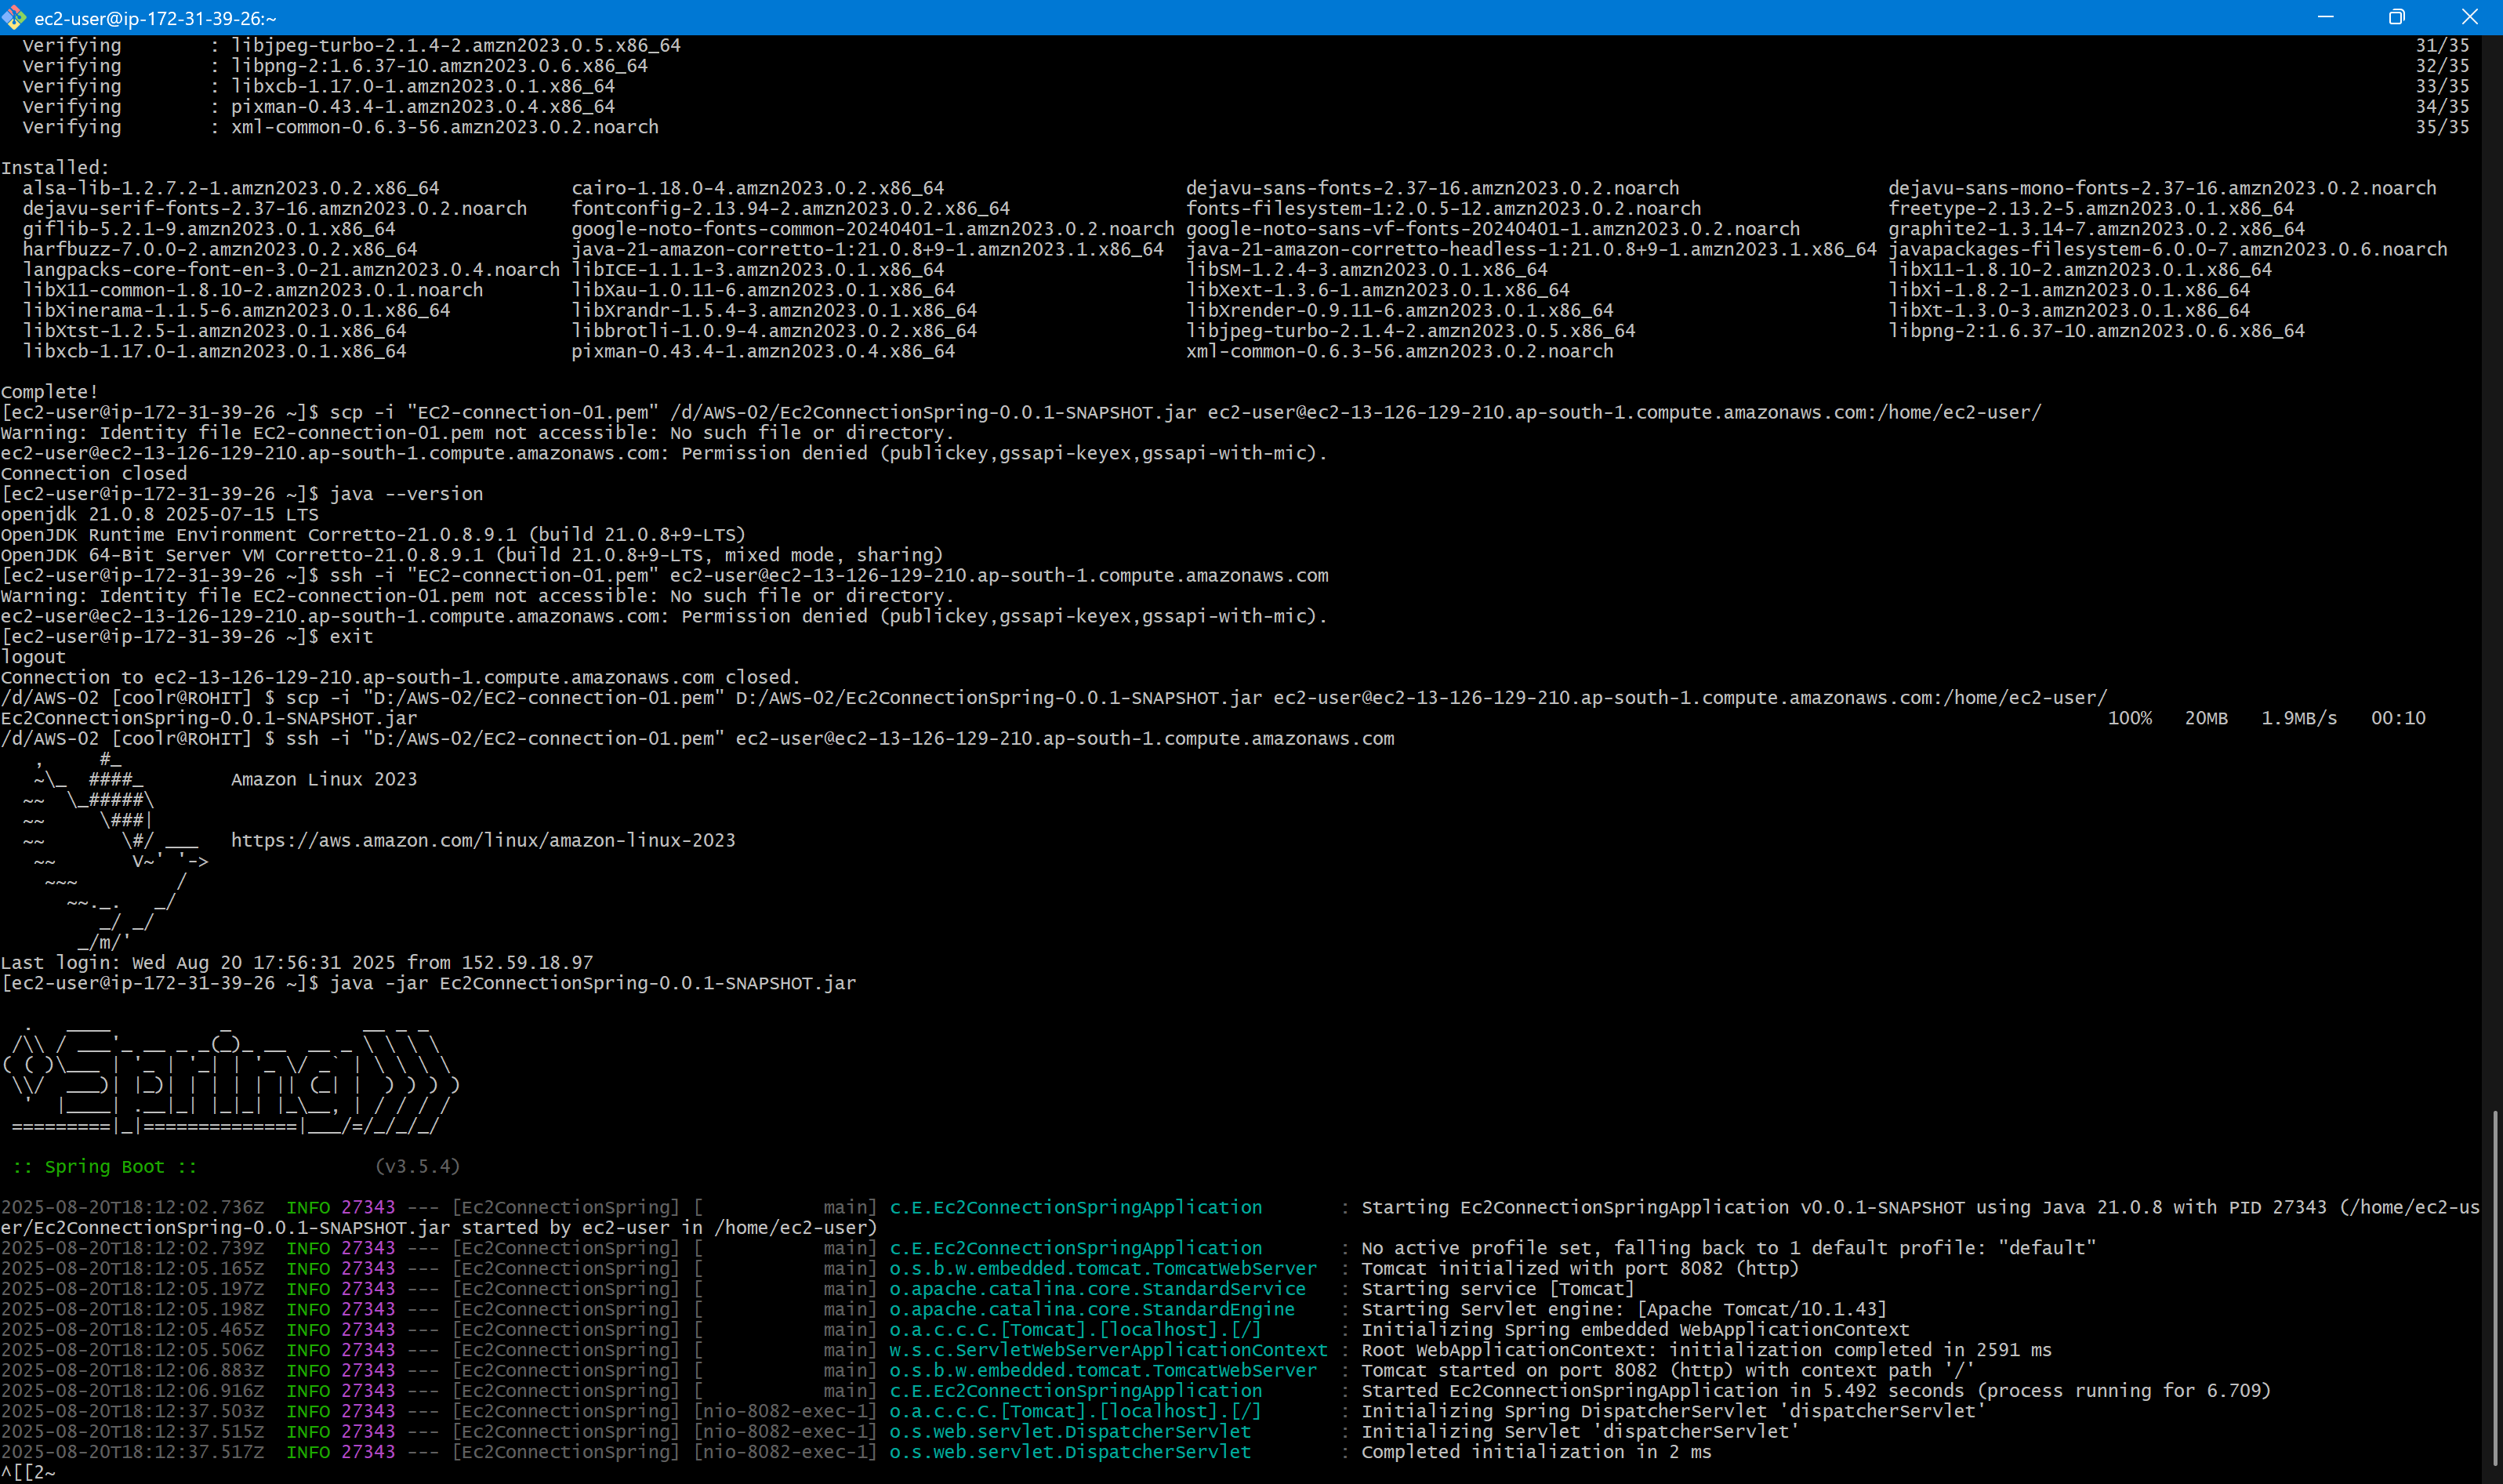 ec2-user@ip-172-31-39-26:~
Verifying        : libjpeg-turbo-2.1.4-2.amzn2023.0.5.x86_64        31/35
Verifying        : libpng-2:1.6.37-10.amzn2023.0.6.x86_64        32/35
Verifying        : libxcb-1.17.0-1.amzn2023.0.1.x86_64        33/35
Verifying        : pixman-0.43.4-1.amzn2023.0.4.x86_64        34/35
Verifying        : xml-common-0.6.3-56.amzn2023.0.2.noarch        35/35
Installed:
alsa-lib-1.2.7.2-1.amzn2023.0.2.x86_64 cairo-1.18.0-4.amzn2023.0.2.x86_64 dejavu-sans-fonts-2.37-16.amzn2023.0.2.noarch dejavu-sans-mono-fonts-2.37-16.amzn2023.0.2.noarch
dejavu-serif-fonts-2.37-16.amzn2023.0.2.noarch fontconfig-2.13.94-2.amzn2023.0.2.x86_64 fonts-filesystem-1:2.0.5-12.amzn2023.0.2.noarch freetype-2.13.2-5.amzn2023.0.1.x86_64
giflib-5.2.1-9.amzn2023.0.1.x86_64 google-noto-fonts-common-20240401-1.amzn2023.0.2.noarch google-noto-sans-vf-fonts-20240401-1.amzn2023.0.2.noarch graphite2-1.3.14-7.amzn2023.0.2.x86_64
harfbuzz-7.0.0-2.amzn2023.0.2.x86_64 java-21-amazon-corretto-1:21.0.8+9-1.amzn2023.1.x86_64 java-21-amazon-corretto-headless-1:21.0.8+9-1.amzn2023.1.x86_64 javapackages-filesystem-6.0.0-7.amzn2023.0.6.noarch
langpacks-core-font-en-3.0-21.amzn2023.0.4.noarch libICE-1.1.1-3.amzn2023.0.1.x86_64 libSM-1.2.4-3.amzn2023.0.1.x86_64 libX11-1.8.10-2.amzn2023.0.1.x86_64
libX11-common-1.8.10-2.amzn2023.0.1.noarch libXau-1.0.11-6.amzn2023.0.1.x86_64 libXext-1.3.6-1.amzn2023.0.1.x86_64 libXi-1.8.2-1.amzn2023.0.1.x86_64
libXinerama-1.1.5-6.amzn2023.0.1.x86_64 libXrandr-1.5.4-3.amzn2023.0.1.x86_64 libXrender-0.9.11-6.amzn2023.0.1.x86_64 libXt-1.3.0-3.amzn2023.0.1.x86_64
libXtst-1.2.5-1.amzn2023.0.1.x86_64 libbrotli-1.0.9-4.amzn2023.0.2.x86_64 libjpeg-turbo-2.1.4-2.amzn2023.0.5.x86_64 libpng-2:1.6.37-10.amzn2023.0.6.x86_64
libxcb-1.17.0-1.amzn2023.0.1.x86_64 pixman-0.43.4-1.amzn2023.0.4.x86_64 xml-common-0.6.3-56.amzn2023.0.2.noarch
Complete!
[ec2-user@ip-172-31-39-26 ~]$ scp -i "EC2-connection-01.pem" /d/AWS-02/Ec2ConnectionSpring-0.0.1-SNAPSHOT.jar ec2-user@ec2-13-126-129-210.ap-south-1.compute.amazonaws.com:/home/ec2-user/
Warning: Identity file EC2-connection-01.pem not accessible: No such file or directory.
ec2-user@ec2-13-126-129-210.ap-south-1.compute.amazonaws.com: Permission denied (publickey,gssapi-keyex,gssapi-with-mic).
Connection closed
[ec2-user@ip-172-31-39-26 ~]$ java --version
openjdk 21.0.8 2025-07-15 LTS
OpenJDK Runtime Environment Corretto-21.0.8.9.1 (build 21.0.8+9-LTS)
OpenJDK 64-Bit Server VM Corretto-21.0.8.9.1 (build 21.0.8+9-LTS, mixed mode, sharing)
[ec2-user@ip-172-31-39-26 ~]$ ssh -i "EC2-connection-01.pem" ec2-user@ec2-13-126-129-210.ap-south-1.compute.amazonaws.com
Warning: Identity file EC2-connection-01.pem not accessible: No such file or directory.
ec2-user@ec2-13-126-129-210.ap-south-1.compute.amazonaws.com: Permission denied (publickey,gssapi-keyex,gssapi-with-mic).
[ec2-user@ip-172-31-39-26 ~]$ exit
logout
Connection to ec2-13-126-129-210.ap-south-1.compute.amazonaws.com closed.
/d/AWS-02 [coolr@ROHIT] $ scp -i "D:/AWS-02/EC2-connection-01.pem" D:/AWS-02/Ec2ConnectionSpring-0.0.1-SNAPSHOT.jar ec2-user@ec2-13-126-129-210.ap-south-1.compute.amazonaws.com:/home/ec2-user/
Ec2ConnectionSpring-0.0.1-SNAPSHOT.jar        100%   20MB   1.9MB/s   00:10
/d/AWS-02 [coolr@ROHIT] $ ssh -i "D:/AWS-02/EC2-connection-01.pem" ec2-user@ec2-13-126-129-210.ap-south-1.compute.amazonaws.com
   ,     #_
   ~\_  ####_        Amazon Linux 2023
  ~~  \_#####\
  ~~     \###|
  ~~       \#/ ___   https://aws.amazon.com/linux/amazon-linux-2023
   ~~       V~' '->
    ~~~         /
      ~~._.   _/
         _/ _/
       _/m/'
Last login: Wed Aug 20 17:56:31 2025 from 152.59.18.97
[ec2-user@ip-172-31-39-26 ~]$ java -jar Ec2ConnectionSpring-0.0.1-SNAPSHOT.jar
  .   ____          _            __ _ _
 /\\ / ___'_ __ _ _(_)_ __  __ _ \ \ \ \
( ( )\___ | '_ | '_| | '_ \/ _` | \ \ \ \
 \\/  ___)| |_)| | | | | || (_| |  ) ) ) )
  '  |____| .__|_| |_|_| |_\__, | / / / /
 =========|_|==============|___/=/_/_/_/
 :: Spring Boot ::                (v3.5.4)
2025-08-20T18:12:02.736Z  INFO 27343 --- [Ec2ConnectionSpring] [           main] c.E.Ec2ConnectionSpringApplication       : Starting Ec2ConnectionSpringApplication v0.0.1-SNAPSHOT using Java 21.0.8 with PID 27343 (/home/ec2-us
er/Ec2ConnectionSpring-0.0.1-SNAPSHOT.jar started by ec2-user in /home/ec2-user)
2025-08-20T18:12:02.739Z  INFO 27343 --- [Ec2ConnectionSpring] [           main] c.E.Ec2ConnectionSpringApplication       : No active profile set, falling back to 1 default profile: "default"
2025-08-20T18:12:05.165Z  INFO 27343 --- [Ec2ConnectionSpring] [           main] o.s.b.w.embedded.tomcat.TomcatWebServer  : Tomcat initialized with port 8082 (http)
2025-08-20T18:12:05.197Z  INFO 27343 --- [Ec2ConnectionSpring] [           main] o.apache.catalina.core.StandardService   : Starting service [Tomcat]
2025-08-20T18:12:05.198Z  INFO 27343 --- [Ec2ConnectionSpring] [           main] o.apache.catalina.core.StandardEngine    : Starting Servlet engine: [Apache Tomcat/10.1.43]
2025-08-20T18:12:05.465Z  INFO 27343 --- [Ec2ConnectionSpring] [           main] o.a.c.c.C.[Tomcat].[localhost].[/]       : Initializing Spring embedded WebApplicationContext
2025-08-20T18:12:05.506Z  INFO 27343 --- [Ec2ConnectionSpring] [           main] w.s.c.ServletWebServerApplicationContext : Root WebApplicationContext: initialization completed in 2591 ms
2025-08-20T18:12:06.883Z  INFO 27343 --- [Ec2ConnectionSpring] [           main] o.s.b.w.embedded.tomcat.TomcatWebServer  : Tomcat started on port 8082 (http) with context path '/'
2025-08-20T18:12:06.916Z  INFO 27343 --- [Ec2ConnectionSpring] [           main] c.E.Ec2ConnectionSpringApplication       : Started Ec2ConnectionSpringApplication in 5.492 seconds (process running for 6.709)
2025-08-20T18:12:37.503Z  INFO 27343 --- [Ec2ConnectionSpring] [nio-8082-exec-1] o.a.c.c.C.[Tomcat].[localhost].[/]       : Initializing Spring DispatcherServlet 'dispatcherServlet'
2025-08-20T18:12:37.515Z  INFO 27343 --- [Ec2ConnectionSpring] [nio-8082-exec-1] o.s.web.servlet.DispatcherServlet        : Initializing Servlet 'dispatcherServlet'
2025-08-20T18:12:37.517Z  INFO 27343 --- [Ec2ConnectionSpring] [nio-8082-exec-1] o.s.web.servlet.DispatcherServlet        : Completed initialization in 2 ms
^[[2~